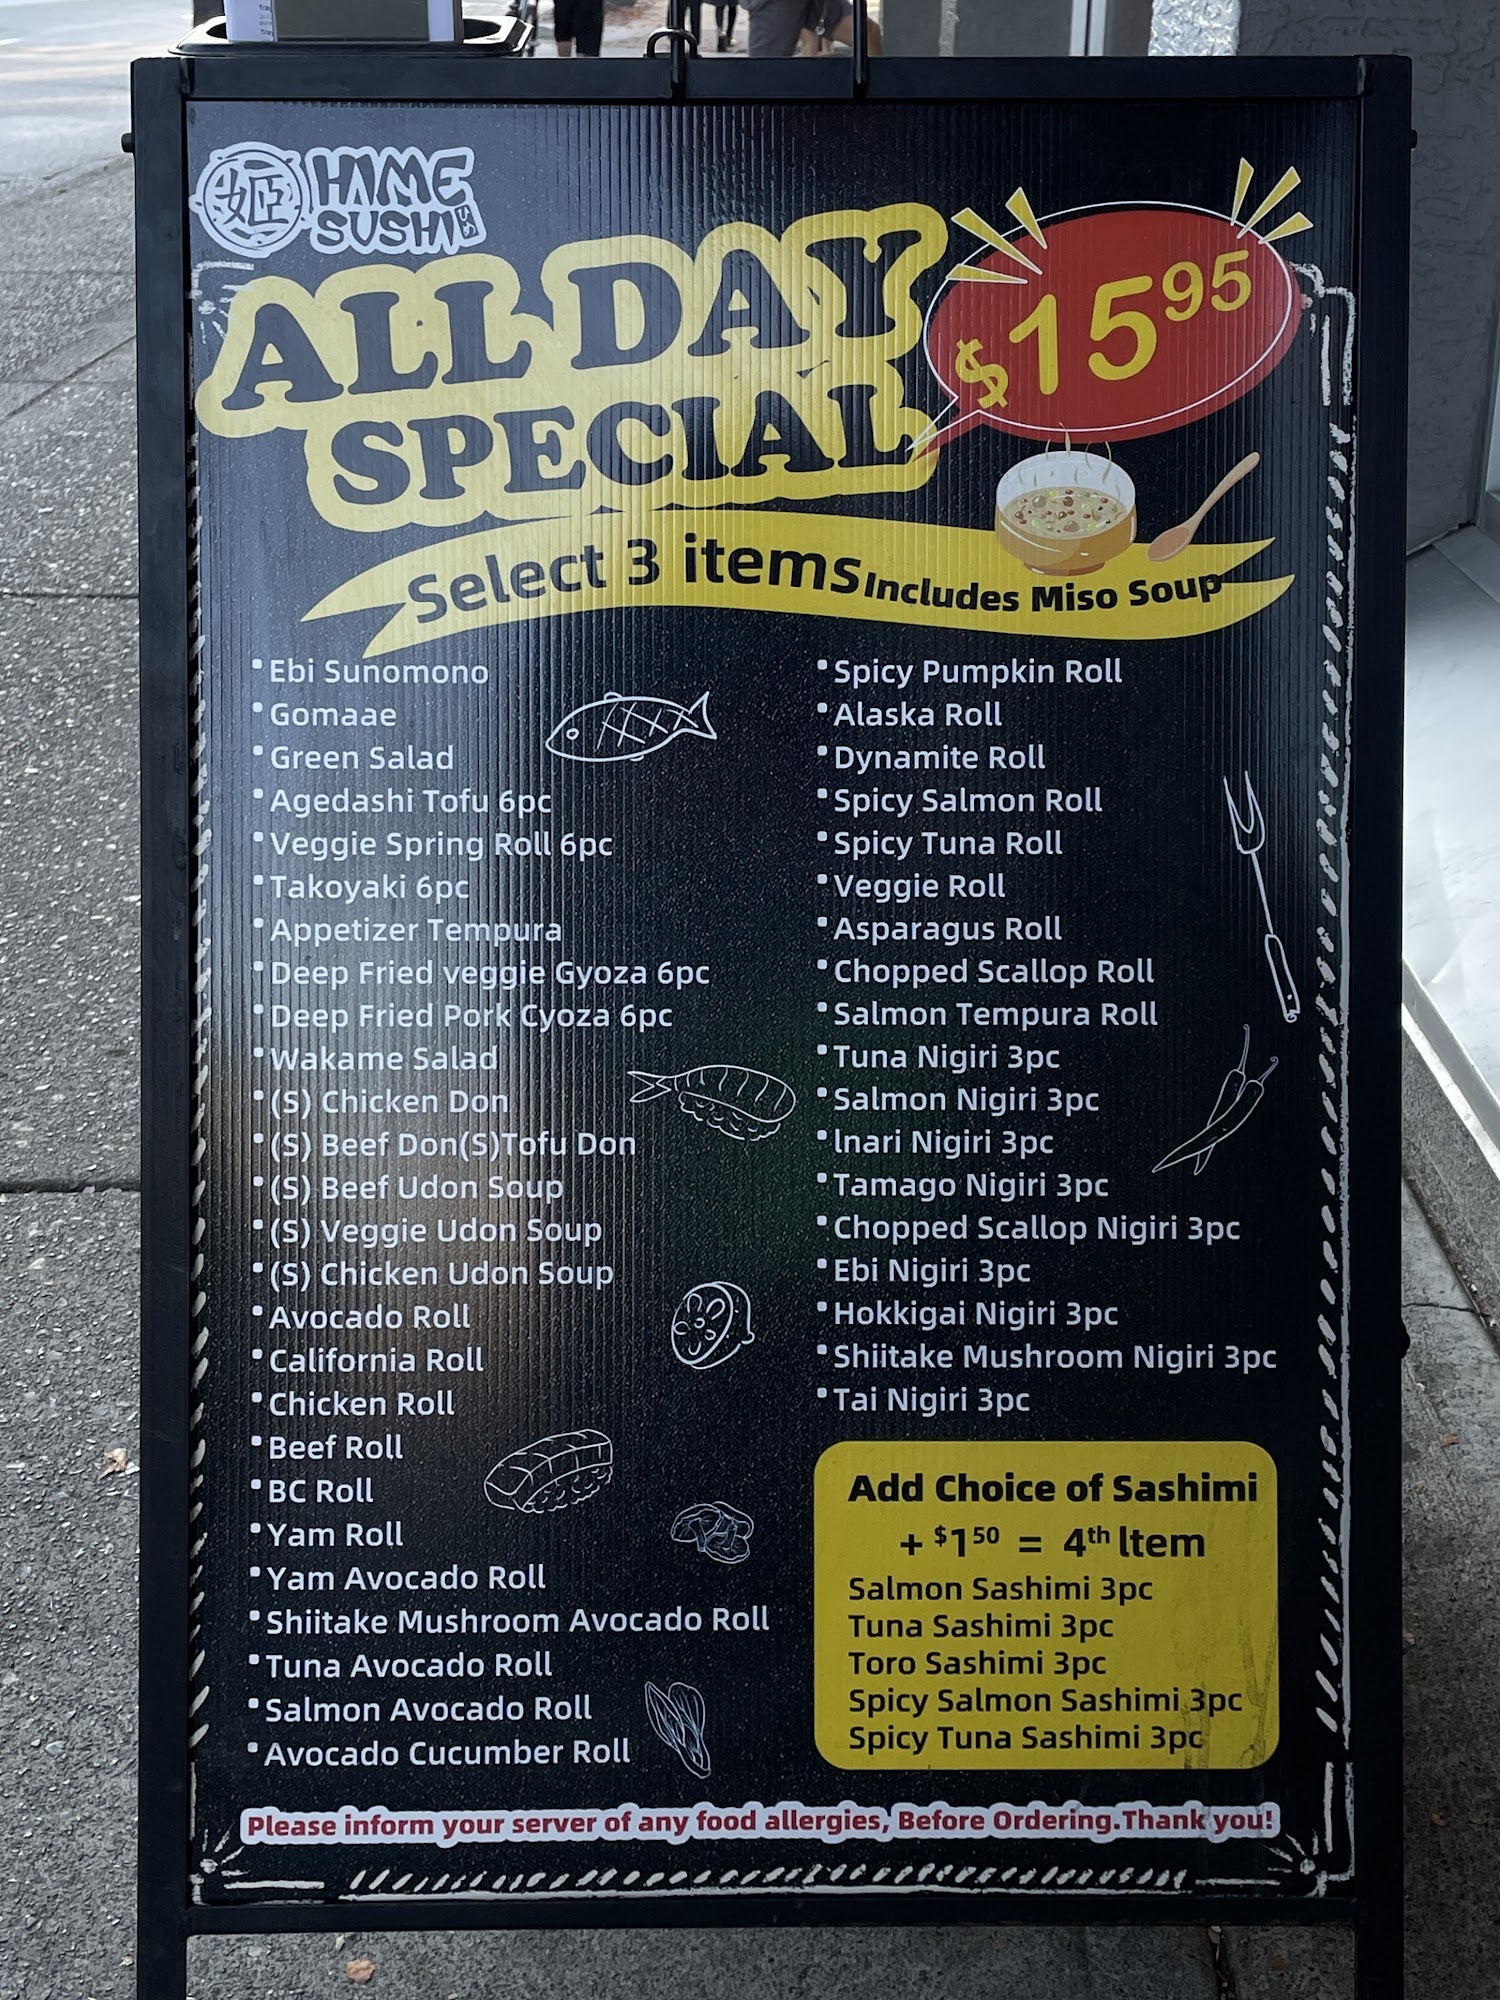 姬 HIME
SUSHI
ALL DAY
SPECIAL
$15.95
Select 3 items Includes Miso Soup
Ebi Sunomono
Gomaae
Green Salad
Agedashi Tofu 6pc
Veggie Spring Roll 6pc
Takoyaki 6pc
Appetizer Tempura
Deep Fried veggie Gyoza 6pc
Deep Fried Pork Cyoza 6pc
Wakame Salad
(S) Chicken Don
(S) Beef Don(S)Tofu Don
(S) Beef Udon Soup
(S) Veggie Udon Soup
(S) Chicken Udon Soup
Avocado Roll
California Roll
Chicken Roll
Beef Roll
BC Roll
Yam Roll
Yam Avocado Roll
Shiitake Mushroom Avocado Roll
Tuna Avocado Roll
Salmon Avocado Roll
Avocado Cucumber Roll
Spicy Pumpkin Roll
Alaska Roll
Dynamite Roll
Spicy Salmon Roll
Spicy Tuna Roll
Veggie Roll
Asparagus Roll
Chopped Scallop Roll
Salmon Tempura Roll
Tuna Nigiri 3pc
Salmon Nigiri 3pc
lnari Nigiri 3pc
Tamago Nigiri 3pc
Chopped Scallop Nigiri 3pc
Ebi Nigiri 3pc
Hokkigai Nigiri 3pc
Shiitake Mushroom Nigiri 3pc
Tai Nigiri 3pc
Add Choice of Sashimi
+ $1.50 = 4th ltem
Salmon Sashimi 3pc
Tuna Sashimi 3pc
Toro Sashimi 3pc
Spicy Salmon Sashimi 3pc
Spicy Tuna Sashimi 3pc
Please inform your server of any food allergies, Before Ordering.Thank you!